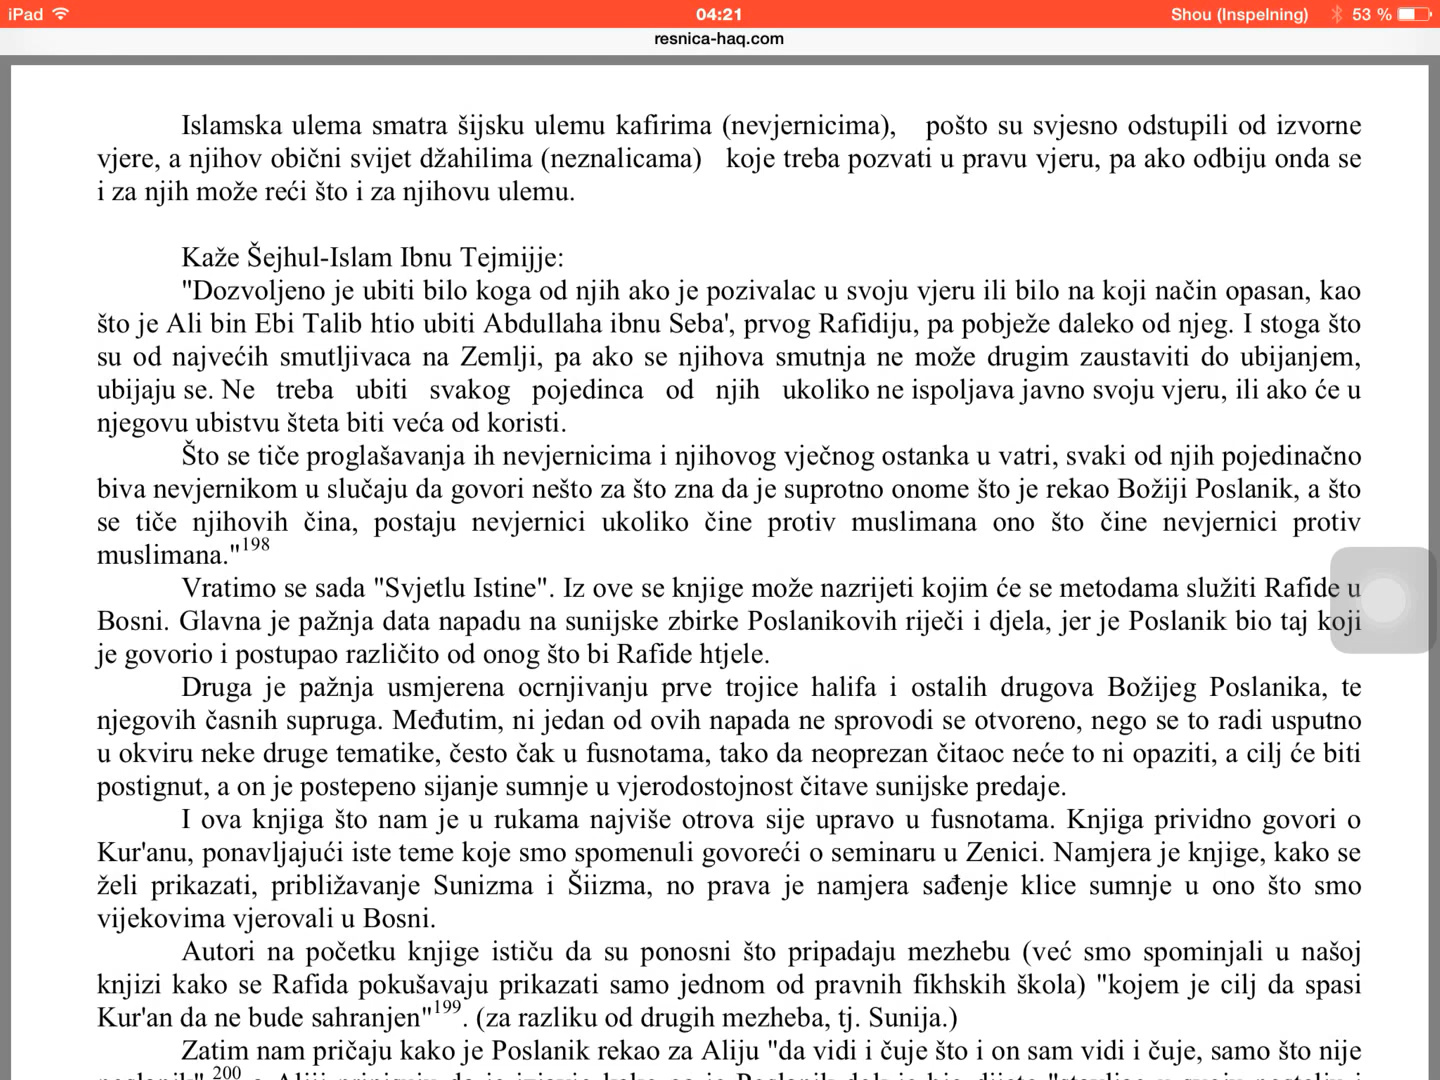 iPad 04:21 Shou (Inspelning) 53 %
resnica-haq.com
Islamska ulema smatra šijsku ulemu kafirima (nevjernicima), pošto su svjesno odstupili od izvorne
vjere, a njihov obični svijet džahilima (neznalicama) koje treba pozvati u pravu vjeru, pa ako odbiju onda se
i za njih može reći što i za njihovu ulemu.
Kaže Šejhul-Islam Ibnu Tejmijje:
"Dozvoljeno je ubiti bilo koga od njih ako je pozivalac u svoju vjeru ili bilo na koji način opasan, kao
što je Ali bin Ebi Talib htio ubiti Abdullaha ibnu Seba', prvog Rafidiju, pa pobježe daleko od njeg. I stoga što
su od najvećih smutljivaca na Zemlji, pa ako se njihova smutnja ne može drugim zaustaviti do ubijanjem,
ubijaju se. Ne treba ubiti svakog pojedinca od njih ukoliko ne ispoljava javno svoju vjeru, ili ako će u
njegovu ubistvu šteta biti veća od koristi.
Što se tiče proglašavanja ih nevjernicima i njihovog vječnog ostanka u vatri, svaki od njih pojedinačno
biva nevjernikom u slučaju da govori nešto za što zna da je suprotno onome što je rekao Božiji Poslanik, a što
se tiče njihovih čina, postaju nevjernici ukoliko čine protiv muslimana ono što čine nevjernici protiv
muslimana."198
Vratimo se sada "Svjetlu Istine". Iz ove se knjige može nazrijeti kojim će se metodama služiti Rafide u
Bosni. Glavna je pažnja data napadu na sunijske zbirke Poslanikovih riječi i djela, jer je Poslanik bio taj koji
je govorio i postupao različito od onog što bi Rafide htjele.
Druga je pažnja usmjerena ocrnjivanju prve trojice halifa i ostalih drugova Božijeg Poslanika, te
njegovih časnih supruga. Međutim, ni jedan od ovih napada ne sprovodi se otvoreno, nego se to radi usputno
u okviru neke druge tematike, često čak u fusnotama, tako da neoprezan čitaoc neće to ni opaziti, a cilj će biti
postignut, a on je postepeno sijanje sumnje u vjerodostojnost čitave sunijske predaje.
I ova knjiga što nam je u rukama najviše otrova sije upravo u fusnotama. Knjiga prividno govori o
Kur'anu, ponavljajući iste teme koje smo spomenuli govoreći o seminaru u Zenici. Namjera je knjige, kako se
želi prikazati, približavanje Sunizma i Šiizma, no prava je namjera sađenje klice sumnje u ono što smo
vijekovima vjerovali u Bosni.
Autori na početku knjige ističu da su ponosni što pripadaju mezhebu (već smo spominjali u našoj
knjizi kako se Rafida pokušavaju prikazati samo jednom od pravnih fikhskih škola) "kojem je cilj da spasi
Kur'an da ne bude sahranjen"199. (za razliku od drugih mezheba, tj. Sunija.)
Zatim nam pričaju kako je Poslanik rekao za Aliju "da vidi i čuje što i on sam vidi i čuje, samo što nije
200